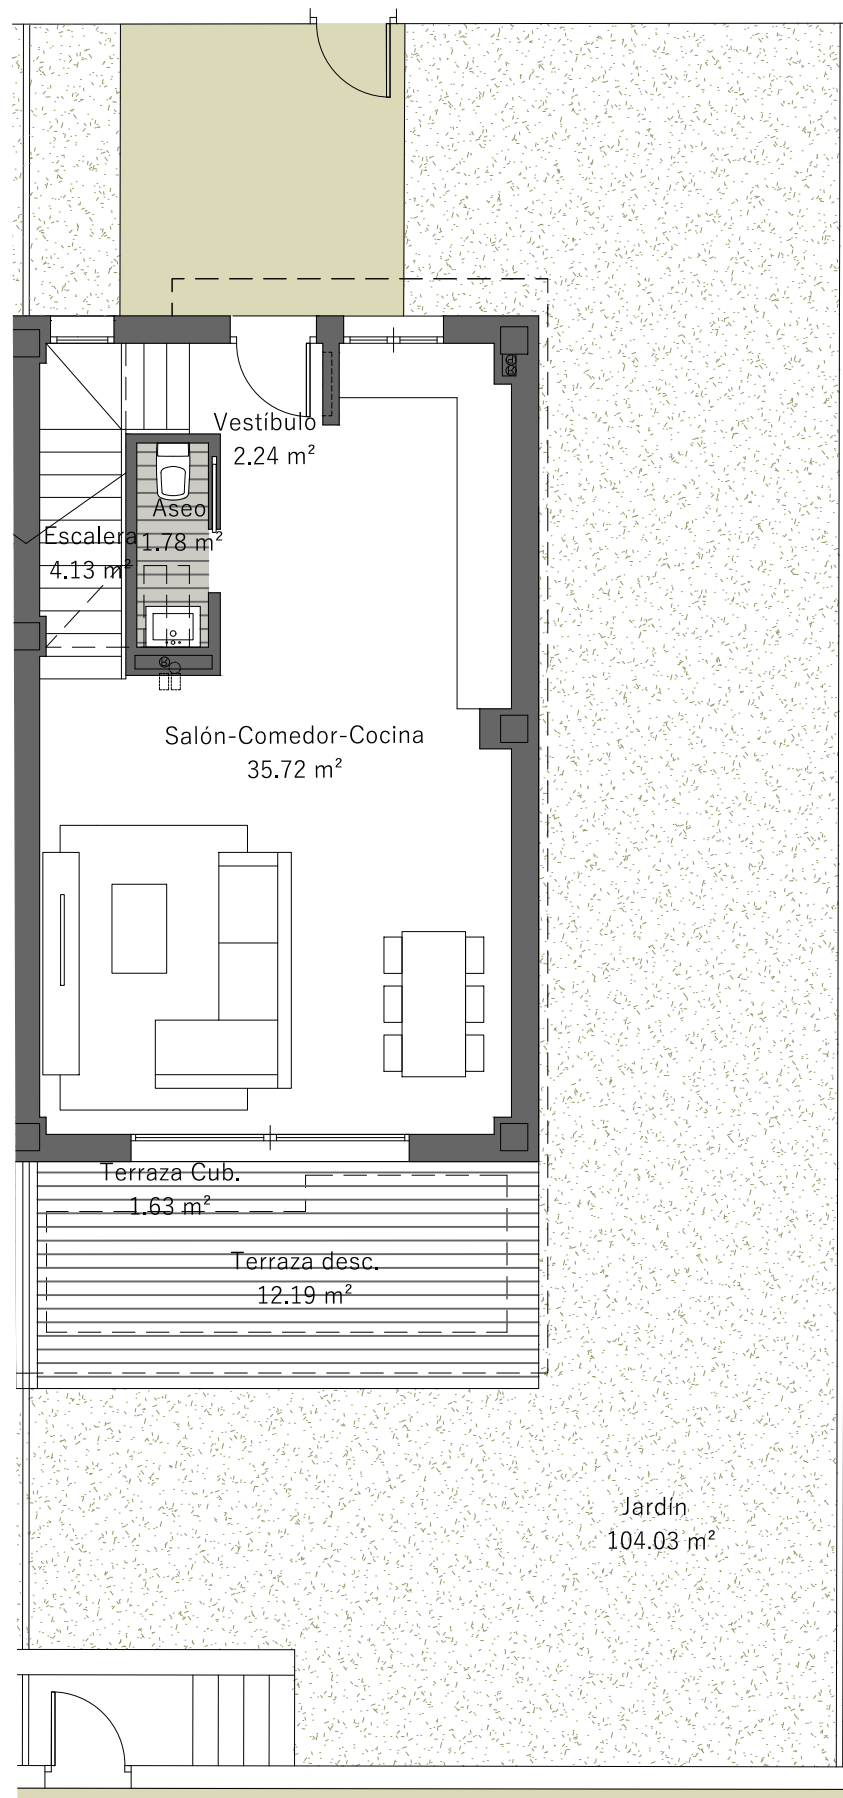 Vestíbulo
2.24 m²
Aseo
1.78 m²
Escalera
4.13 m²
Salón-Comedor-Cocina
35.72 m²
Terraza Cub.
1.63 m²
Terraza desc.
12.19 m²
Jardín
104.03 m²